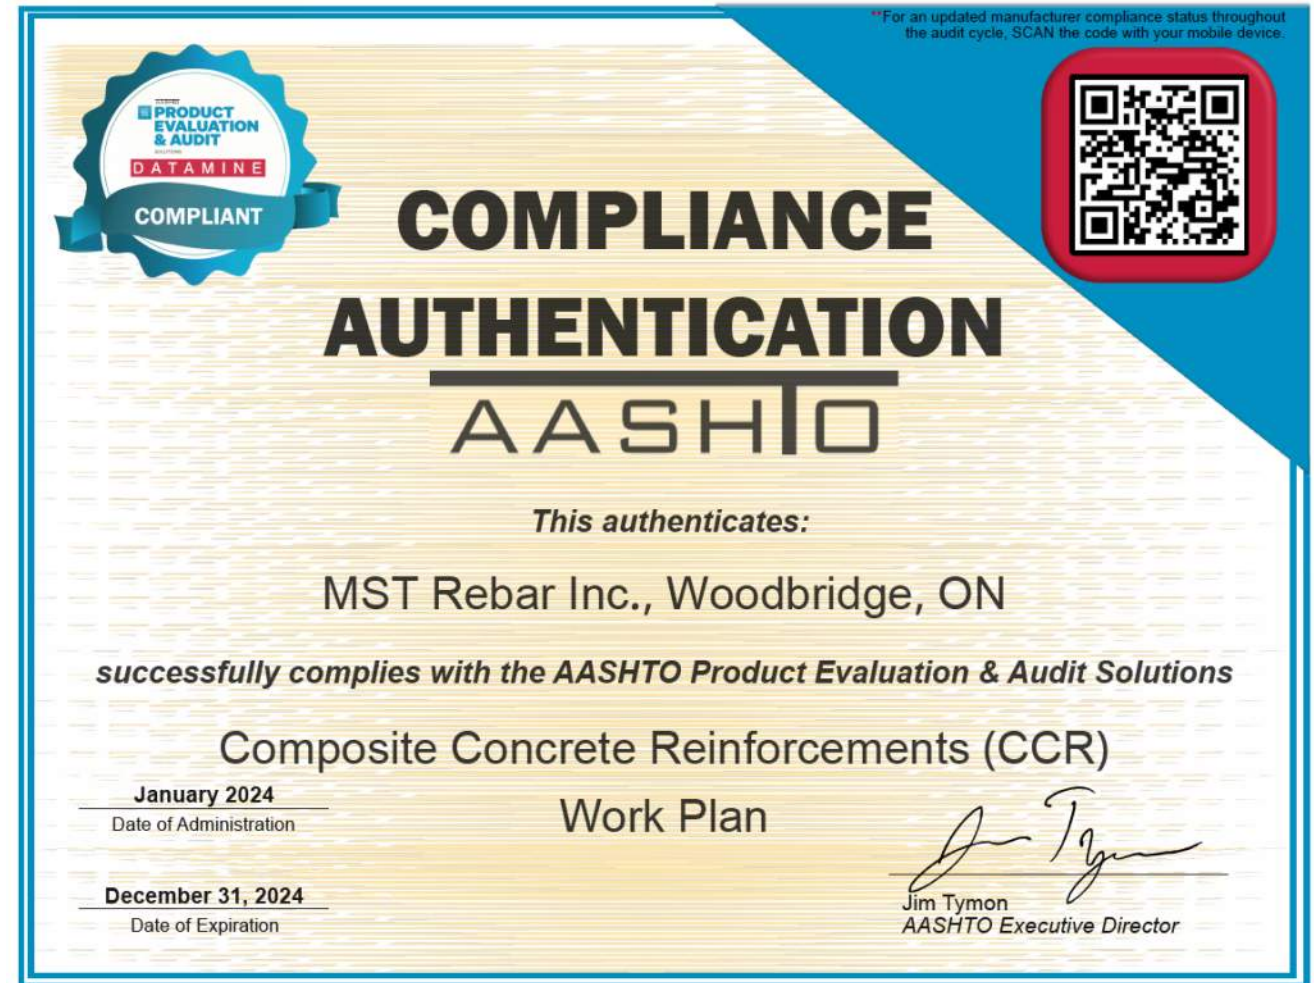 **For an updated manufacturer compliance status throughout
the audit cycle, SCAN the code with your mobile device.
PRODUCT
EVALUATION
& AUDIT
SOLUTIONS
DATAMINE
COMPLIANT
COMPLIANCE
AUTHENTICATION
AASHTO
This authenticates:
MST Rebar Inc., Woodbridge, ON
successfully complies with the AASHTO Product Evaluation & Audit Solutions
Composite Concrete Reinforcements (CCR)
Work Plan
January 2024
Date of Administration
December 31, 2024
Date of Expiration
Jim Tymon
AASHTO Executive Director